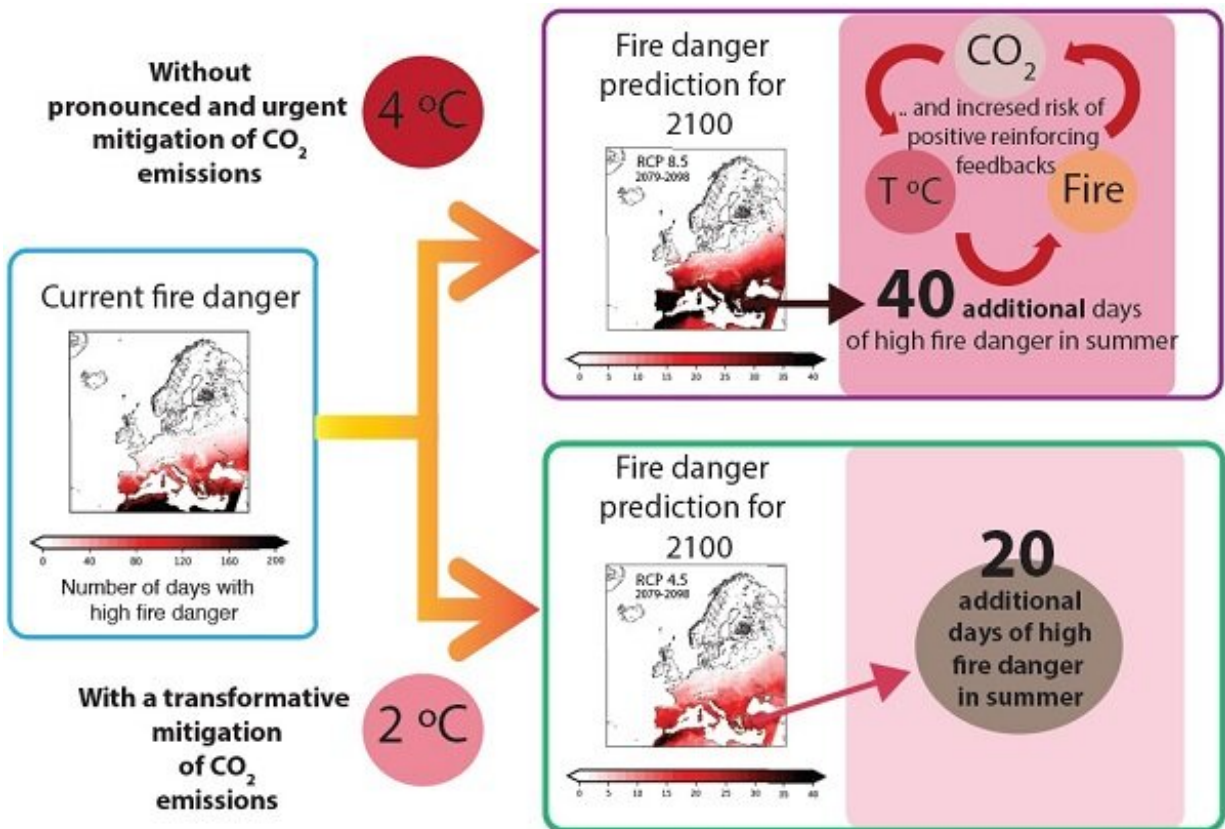 Without
pronounced and urgent
mitigation of CO₂
emissions
4 ºC
Current fire danger
0 40 80 120 160 200
Number of days with
high fire danger
With a transformative
mitigation
of CO₂
emissions
2 ºC
Fire danger
prediction for
2100
RCP 8.5
2079-2098
0 5 10 15 20 25 30 35 40
CO₂
.. and incresed risk of
positive reinforcing
feedbacks
T ºC
Fire
40 additional days
of high fire danger in summer
Fire danger
prediction for
2100
RCP 4.5
2079-2098
0 5 10 15 20 25 30 35 40
20
additional
days of high
fire danger
in summer